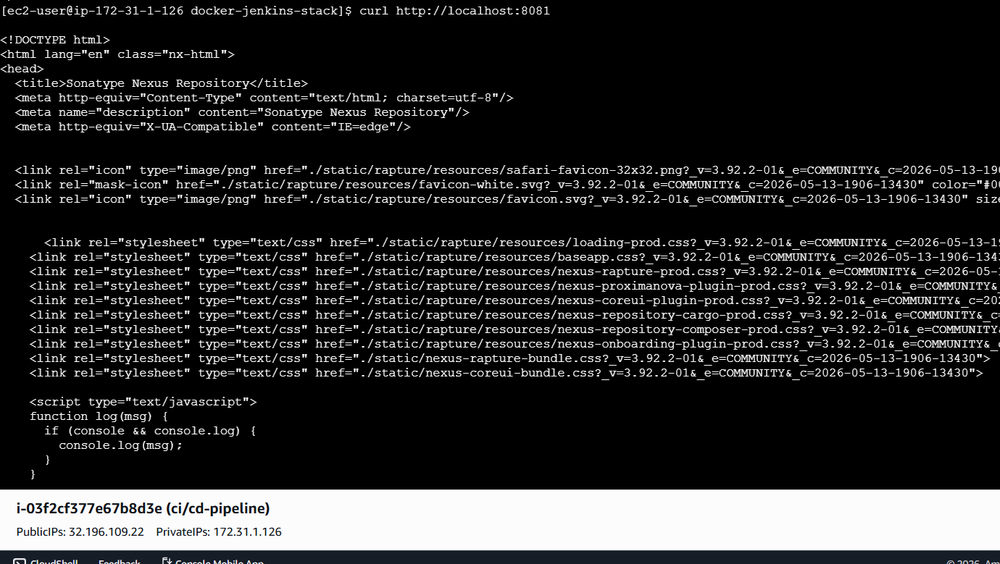 [ec2-user@ip-172-31-1-126 docker-jenkins-stack]$ curl http://localhost:8081
<!DOCTYPE html>
<html lang="en" class="nx-html">
<head>
<title>Sonatype Nexus Repository</title>
<meta http-equiv="Content-Type" content="text/html; charset=utf-8"/>
<meta name="description" content="Sonatype Nexus Repository"/>
<meta http-equiv="X-UA-Compatible" content="IE=edge"/>
<link rel="icon" type="image/png" href="./static/rapture/resources/safari-favicon-32x32.png?_v=3.92.2-01&_e=COMMUNITY&_c=2026-05-13-190
<link rel="mask-icon" href="./static/rapture/resources/favicon-white.svg?_v=3.92.2-01&_e=COMMUNITY&_c=2026-05-13-1906-13430" color="#00
<link rel="icon" type="image/png" href="./static/rapture/resources/favicon.svg?_v=3.92.2-01&_e=COMMUNITY&_c=2026-05-13-1906-13430" size
<link rel="stylesheet" type="text/css" href="./static/rapture/resources/loading-prod.css?_v=3.92.2-01&_e=COMMUNITY&_c=2026-05-13-19
<link rel="stylesheet" type="text/css" href="./static/rapture/resources/baseapp.css?_v=3.92.2-01&_e=COMMUNITY&_c=2026-05-13-1906-1343
<link rel="stylesheet" type="text/css" href="./static/rapture/resources/nexus-rapture-prod.css?_v=3.92.2-01&_e=COMMUNITY&_c=2026-05-1
<link rel="stylesheet" type="text/css" href="./static/rapture/resources/nexus-proximanova-plugin-prod.css?_v=3.92.2-01&_e=COMMUNITY&_
<link rel="stylesheet" type="text/css" href="./static/rapture/resources/nexus-coreui-plugin-prod.css?_v=3.92.2-01&_e=COMMUNITY&_c=202
<link rel="stylesheet" type="text/css" href="./static/rapture/resources/nexus-repository-cargo-prod.css?_v=3.92.2-01&_e=COMMUNITY&_c=
<link rel="stylesheet" type="text/css" href="./static/rapture/resources/nexus-repository-composer-prod.css?_v=3.92.2-01&_e=COMMUNITY&
<link rel="stylesheet" type="text/css" href="./static/rapture/resources/nexus-onboarding-plugin-prod.css?_v=3.92.2-01&_e=COMMUNITY&_c
<link rel="stylesheet" type="text/css" href="./static/nexus-rapture-bundle.css?_v=3.92.2-01&_e=COMMUNITY&_c=2026-05-13-1906-13430">
<link rel="stylesheet" type="text/css" href="./static/nexus-coreui-bundle.css?_v=3.92.2-01&_e=COMMUNITY&_c=2026-05-13-1906-13430">
<script type="text/javascript">
function log(msg) {
if (console && console.log) {
console.log(msg);
}
}
i-03f2cf377e67b8d3e (ci/cd-pipeline)
PublicIPs: 32.196.109.22 PrivateIPs: 172.31.1.126
CloudShell Feedback Console Mobile App © 2026,